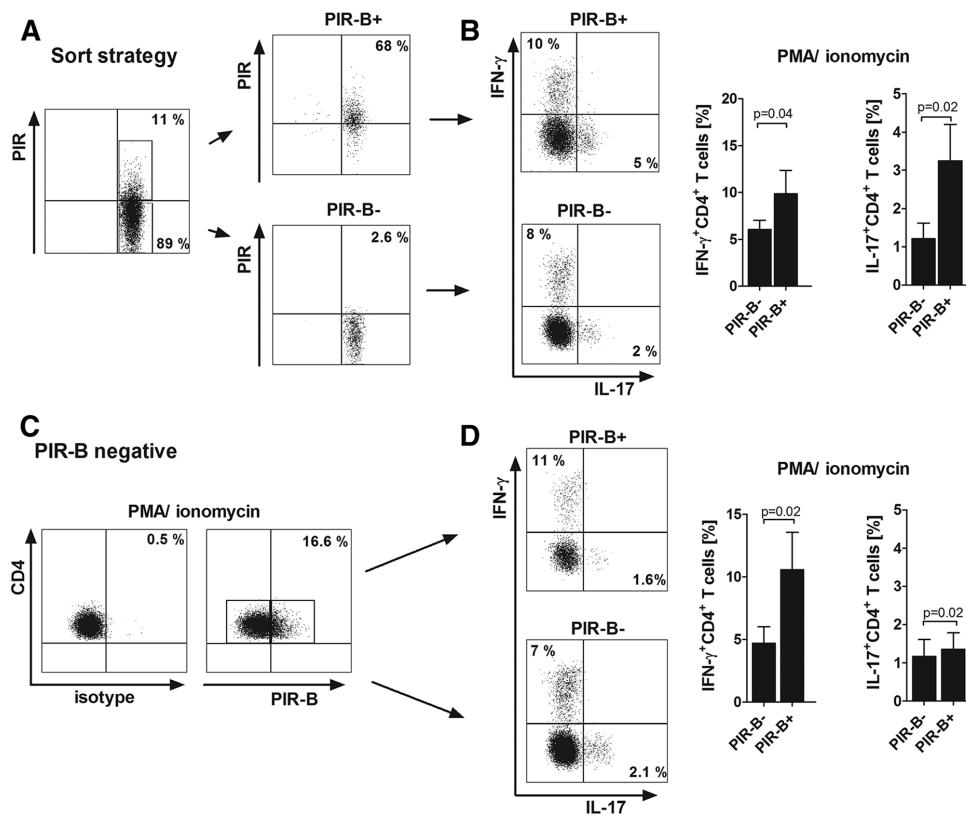 A
Sort strategy
PIR
11 %
89 %
PIR-B+
PIR
68 %
PIR-B-
PIR
2.6 %
B
PIR-B+
IFN-γ
10 %
5 %
PIR-B-
8 %
2 %
IL-17
PMA/ ionomycin
IFN-γ+CD4+ T cells [%]
20
15
10
5
0
p=0.04
PIR-B-
PIR-B+
IL-17+CD4+ T cells [%]
5
4
3
2
1
0
p=0.02
PIR-B-
PIR-B+
C
PIR-B negative
PMA/ ionomycin
CD4
0.5 %
isotype
16.6 %
PIR-B
D
PIR-B+
IFN-γ
11 %
1.6%
PIR-B-
7 %
2.1 %
IL-17
PMA/ ionomycin
IFN-γ+CD4+ T cells [%]
15
10
5
0
p=0.02
PIR-B-
PIR-B+
IL-17+CD4+ T cells [%]
5
4
3
2
1
0
p=0.02
PIR-B-
PIR-B+